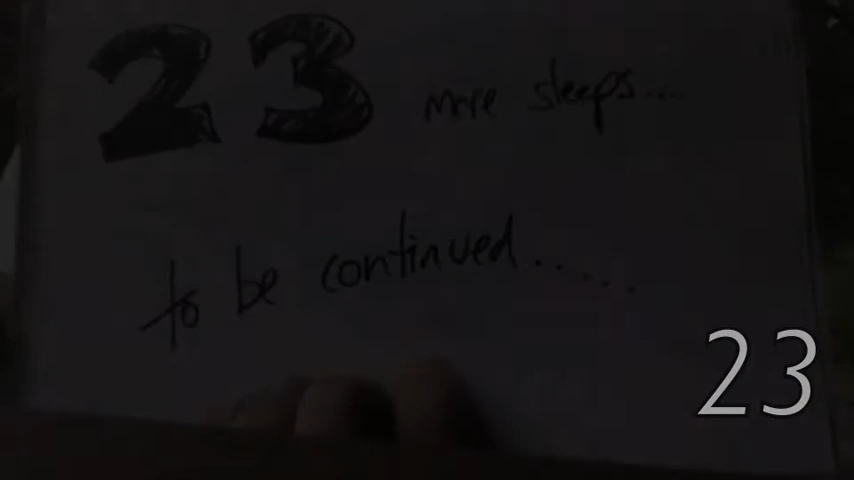 23 more sleeps....
to be continued......
23